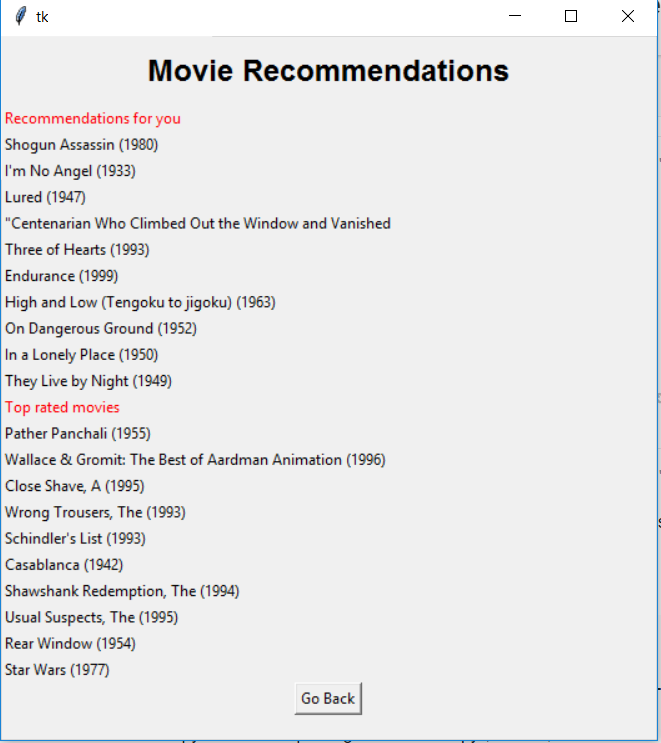 tk
Movie Recommendations
Recommendations for you
Shogun Assassin (1980)
I'm No Angel (1933)
Lured (1947)
"Centenarian Who Climbed Out the Window and Vanished
Three of Hearts (1993)
Endurance (1999)
High and Low (Tengoku to jigoku) (1963)
On Dangerous Ground (1952)
In a Lonely Place (1950)
They Live by Night (1949)
Top rated movies
Pather Panchali (1955)
Wallace & Gromit: The Best of Aardman Animation (1996)
Close Shave, A (1995)
Wrong Trousers, The (1993)
Schindler's List (1993)
Casablanca (1942)
Shawshank Redemption, The (1994)
Usual Suspects, The (1995)
Rear Window (1954)
Star Wars (1977)
Go Back